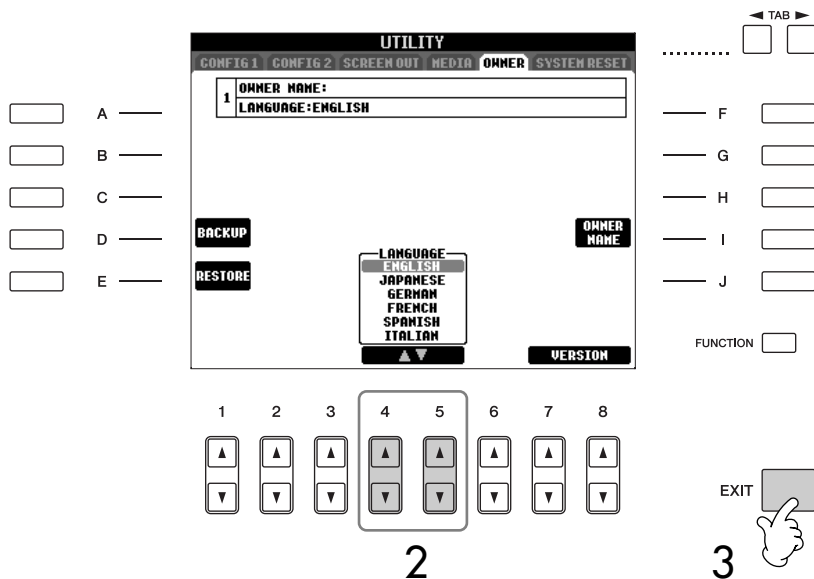 ◄ TAB ►
UTILITY
CONFIG 1 CONFIG 2 SCREEN OUT MEDIA OWNER SYSTEM RESET
1 OWNER NAME:
LANGUAGE:ENGLISH
A
B
C
D
E
F
G
H
I
J
BACKUP
RESTORE
OWNER
NAME
LANGUAGE
ENGLISH
JAPANESE
GERMAN
FRENCH
SPANISH
ITALIAN
▲▼
VERSION
FUNCTION
1 2 3 4 5 6 7 8
EXIT
2
3